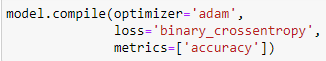 model.compile(optimizer='adam',
              loss='binary_crossentropy',
              metrics=['accuracy'])